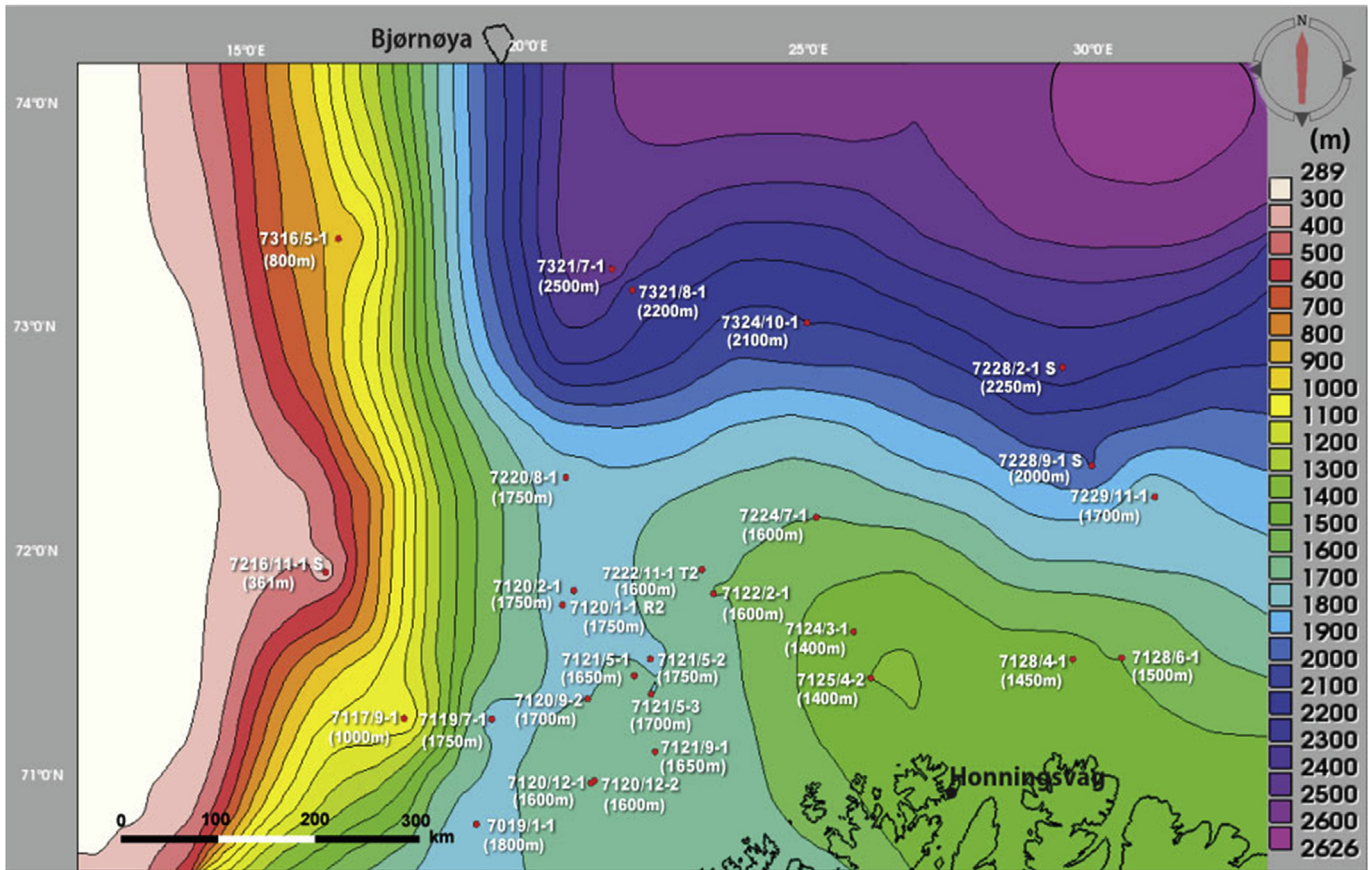 Bjørnøya
N
15°0'E
20°0'E
25°0'E
30°0'E
74°0'N
(m)
289
300
400
500
600
700
800
900
1000
1100
1200
1300
1400
1500
1600
1700
1800
1900
2000
2100
2200
2300
2400
2500
2600
2626
7316/5-1
(800m)
7321/7-1
(2500m)
7321/8-1
(2200m)
73°0'N
7324/10-1
(2100m)
7228/2-1 S
(2250m)
7228/9-1 S
(2000m)
7220/8-1
(1750m)
7229/11-1
(1700m)
7224/7-1
(1600m)
72°0'N
7216/11-1 S
(361m)
7222/11-1 T2
(1600m)
7120/2-1
(1750m)
7120/1-1 R2
(1750m)
7122/2-1
(1600m)
7124/3-1
(1400m)
7121/5-1
(1650m)
7121/5-2
(1750m)
7128/4-1
(1450m)
7128/6-1
(1500m)
7125/4-2
(1400m)
7120/9-2
(1700m)
7121/5-3
(1700m)
7117/9-1
(1000m)
7119/7-1
(1750m)
7121/9-1
(1650m)
71°0'N
7120/12-1
(1600m)
7120/12-2
(1600m)
Honningsvåg
0 100 200 300
km
7019/1-1
(1800m)